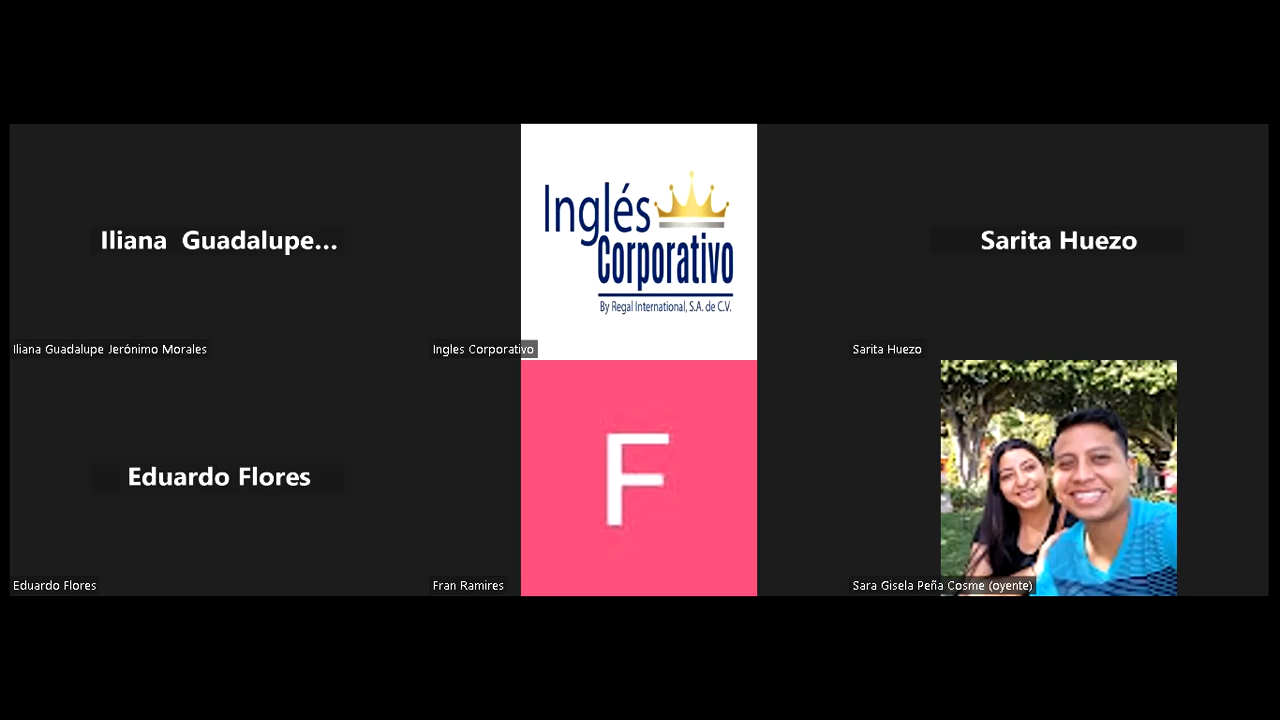 Iliana  Guadalupe...
Iliana Guadalupe Jerónimo Morales
Inglés
Corporativo
By Regal International, S.A. de C.V.
Ingles Corporativo
Sarita Huezo
Sarita Huezo
Eduardo Flores
Eduardo Flores
F
Fran Ramires
Sara Gisela Peña Cosme (oyente)